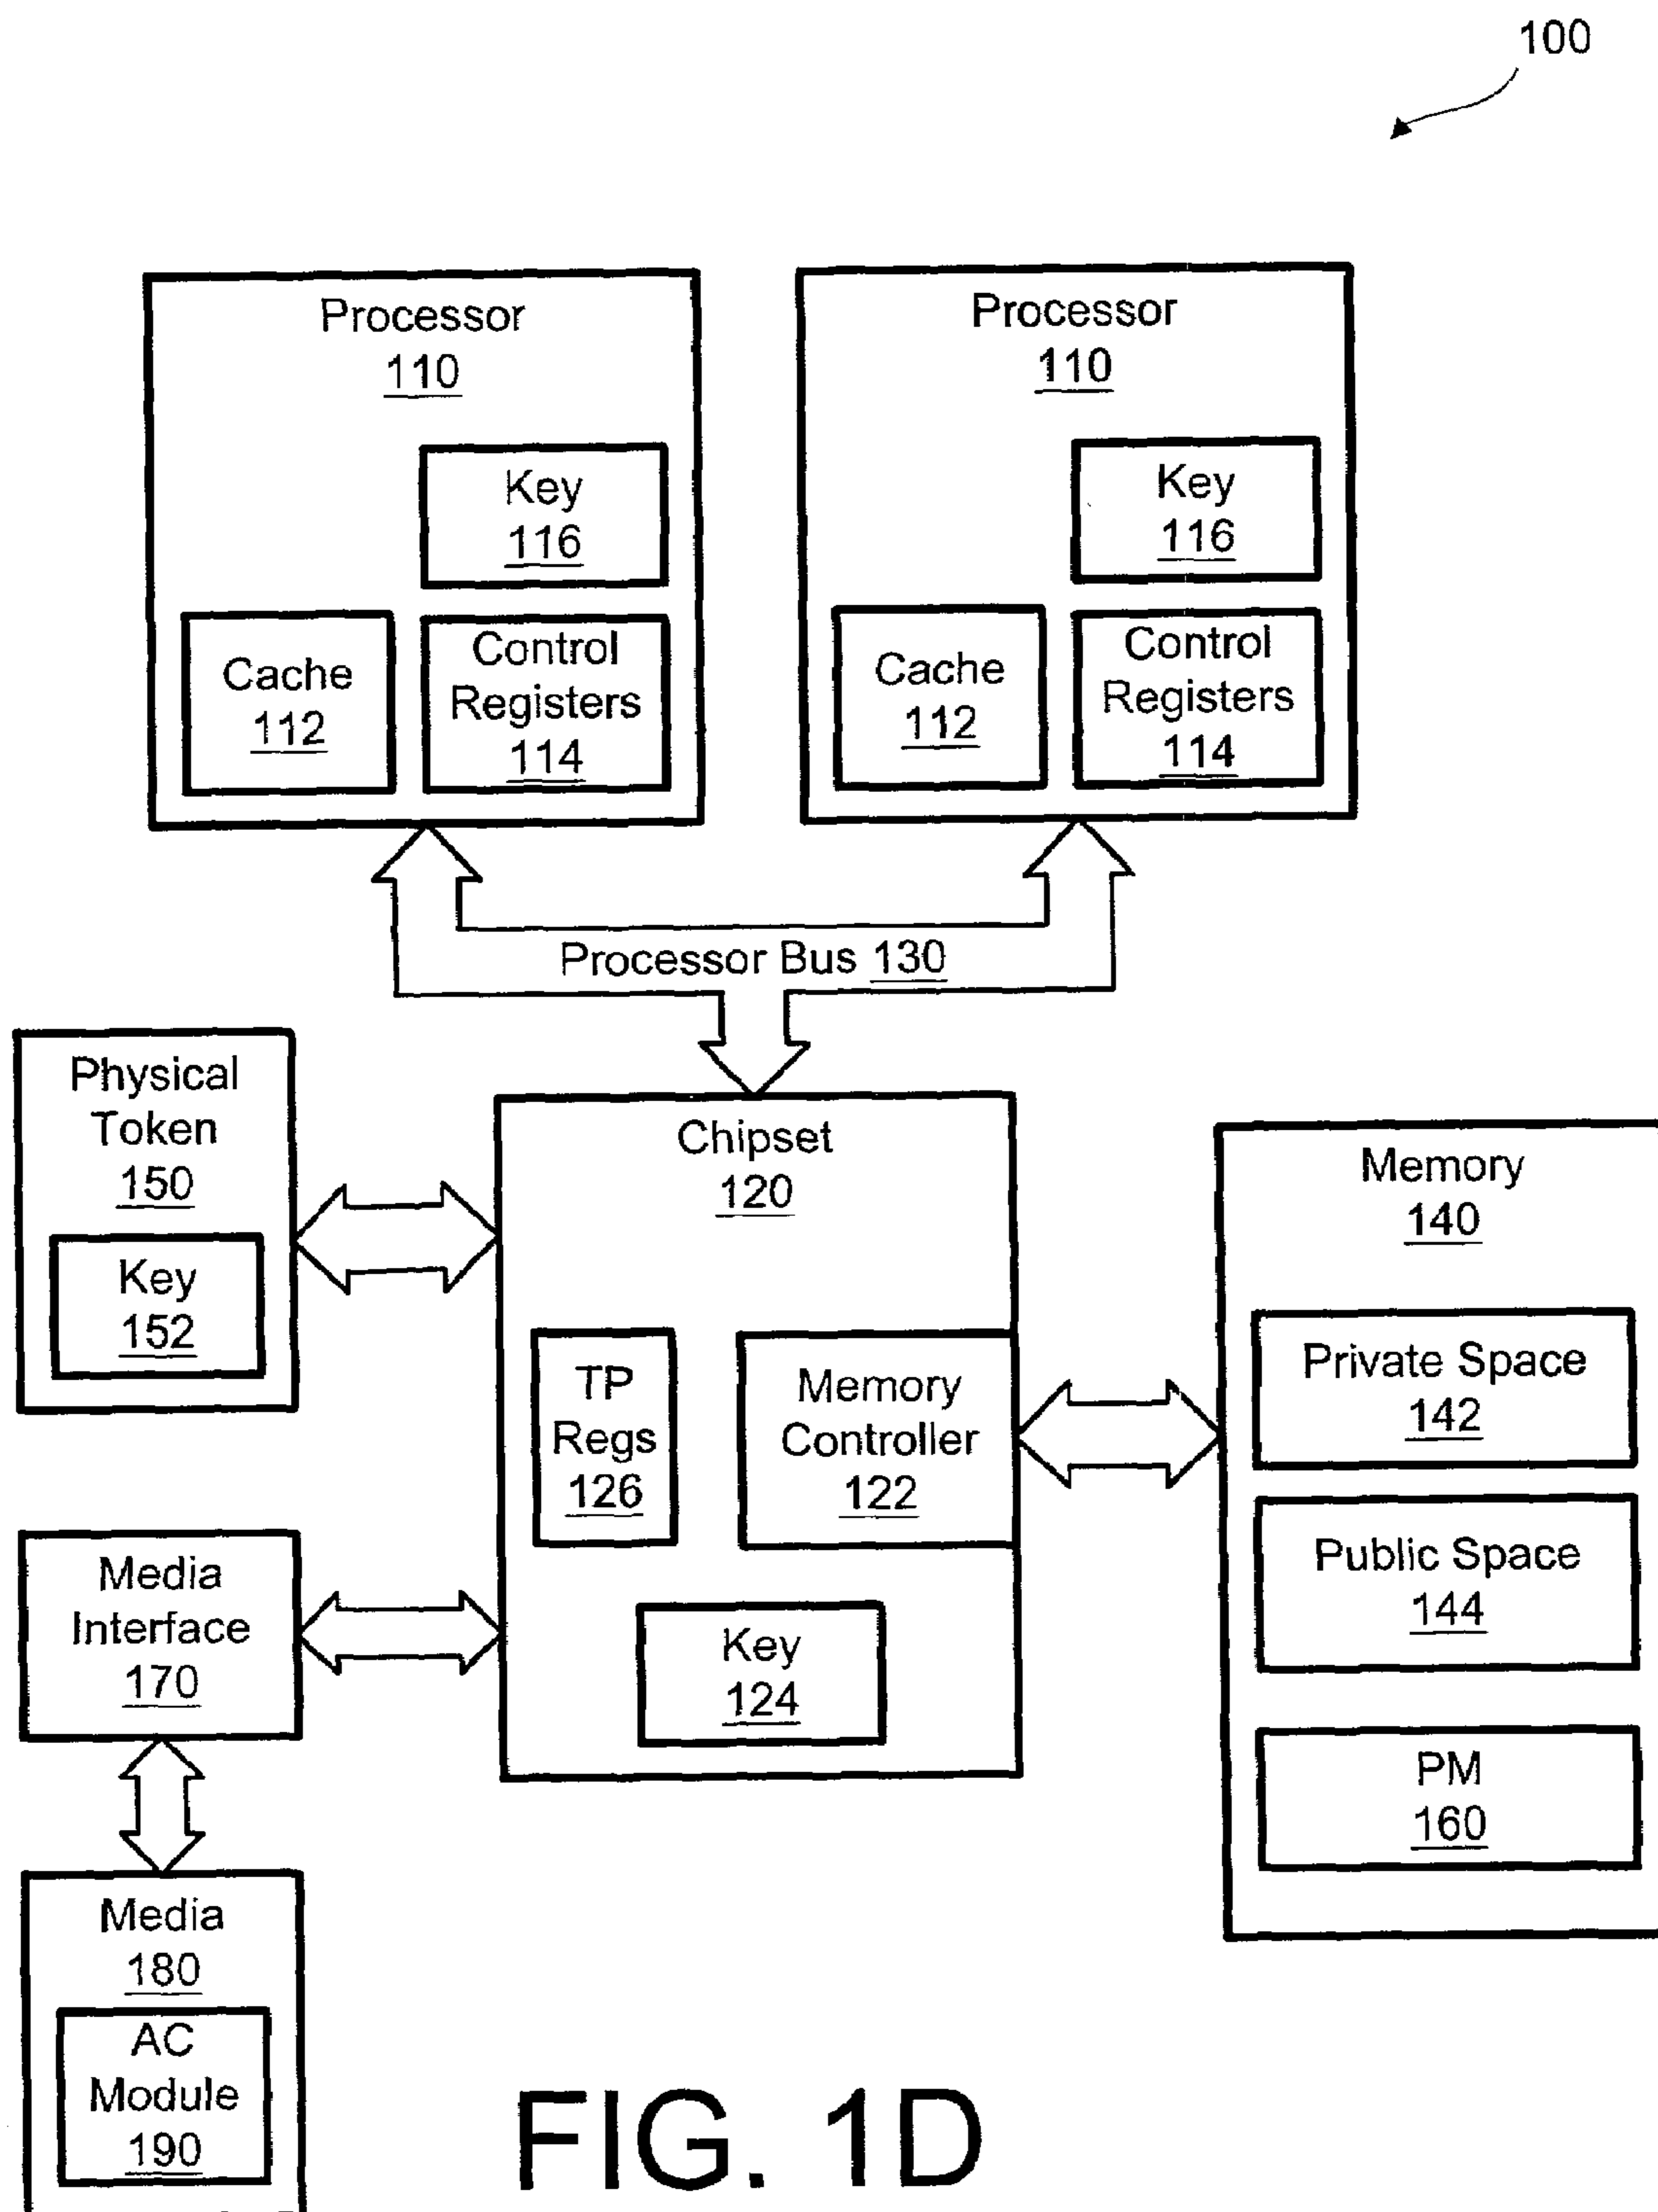 100
Processor
110
Key
116
Cache
112
Control
Registers
114
Processor
110
Key
116
Cache
112
Control
Registers
114
Processor Bus 130
Physical
Token
150
Key
152
Chipset
120
TP
Regs
126
Memory
Controller
122
Key
124
Memory
140
Private Space
142
Public Space
144
PM
160
Media
Interface
170
Media
180
AC
Module
190
FIG. 1D